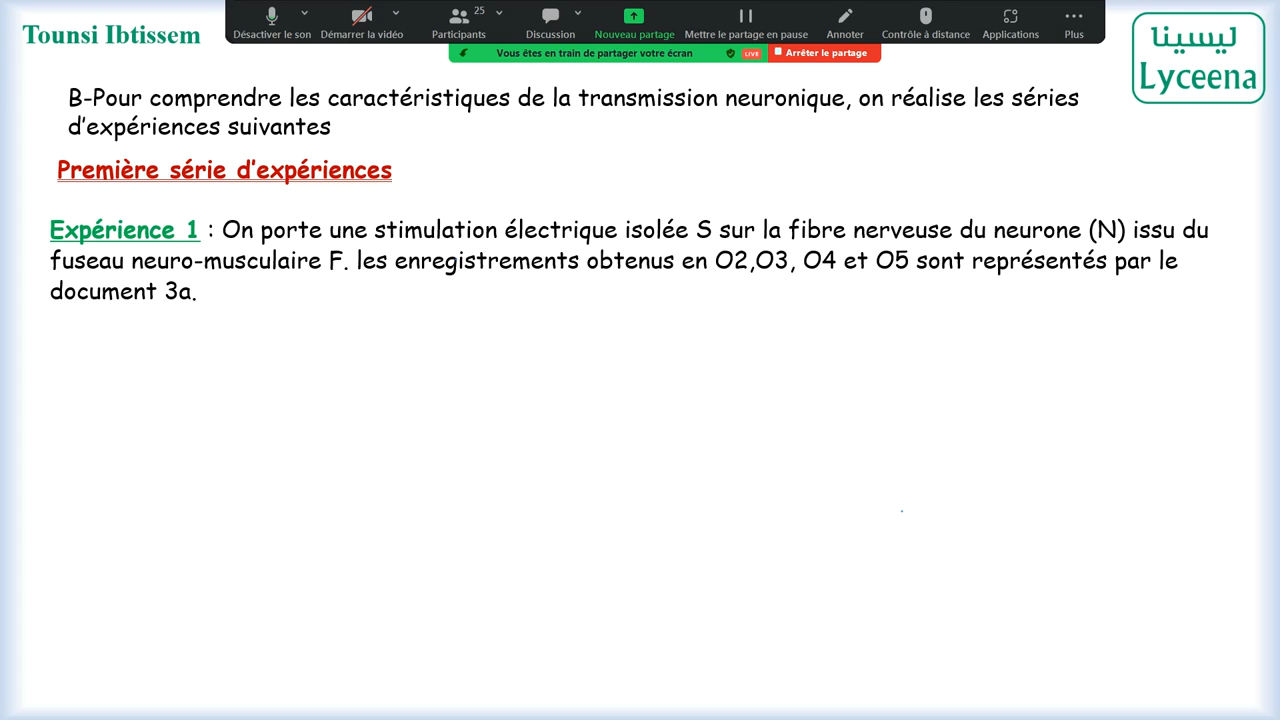 Tounsi Ibtissem
Désactiver le son
Démarrer la vidéo
Participants
25
Discussion
Nouveau partage
Mettre le partage en pause
Annoter
Contrôle à distance
Applications
Plus
Vous êtes en train de partager votre écran
LIVE
Arrêter le partage
ليسينا
Lyceena
B-Pour comprendre les caractéristiques de la transmission neuronique, on réalise les séries
d'expériences suivantes
Première série d'expériences
Expérience 1 : On porte une stimulation électrique isolée S sur la fibre nerveuse du neurone (N) issu du
fuseau neuro-musculaire F. les enregistrements obtenus en O2,O3, O4 et O5 sont représentés par le
document 3a.